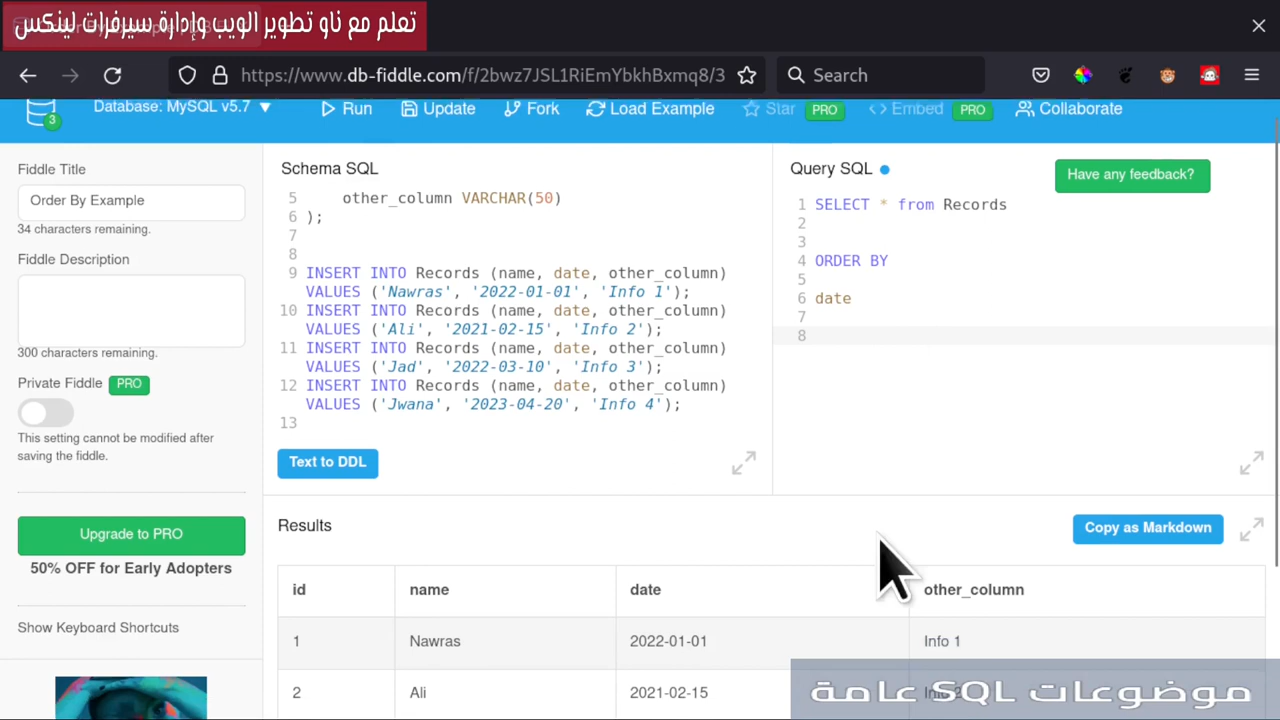 تعلم مع ناو تطوير الويب وإدارة سيرفرات لينكس
https://www.db-fiddle.com/f/2bwz7JSL1RiEmYbkhBxmq8/3
Search
3
Database: MySQL v5.7
Run
Update
Fork
Load Example
Star PRO
Embed PRO
Collaborate
Fiddle Title
Order By Example
34 characters remaining.
Fiddle Description
300 characters remaining.
Private Fiddle PRO
This setting cannot be modified after
saving the fiddle.
Upgrade to PRO
50% OFF for Early Adopters
Show Keyboard Shortcuts
Schema SQL
5 other_column VARCHAR(50)
6 );
7
8
9 INSERT INTO Records (name, date, other_column)
VALUES ('Nawras', '2022-01-01', 'Info 1');
10 INSERT INTO Records (name, date, other_column)
VALUES ('Ali', '2021-02-15', 'Info 2');
11 INSERT INTO Records (name, date, other_column)
VALUES ('Jad', '2022-03-10', 'Info 3');
12 INSERT INTO Records (name, date, other_column)
VALUES ('Jwana', '2023-04-20', 'Info 4');
13
Text to DDL
Query SQL
Have any feedback?
1 SELECT * from Records
2
3
4 ORDER BY
5
6 date
7
8
Results
Copy as Markdown
id name date other_column
1 Nawras 2022-01-01 Info 1
2 Ali 2021-02-15
موضوعات SQL عامة